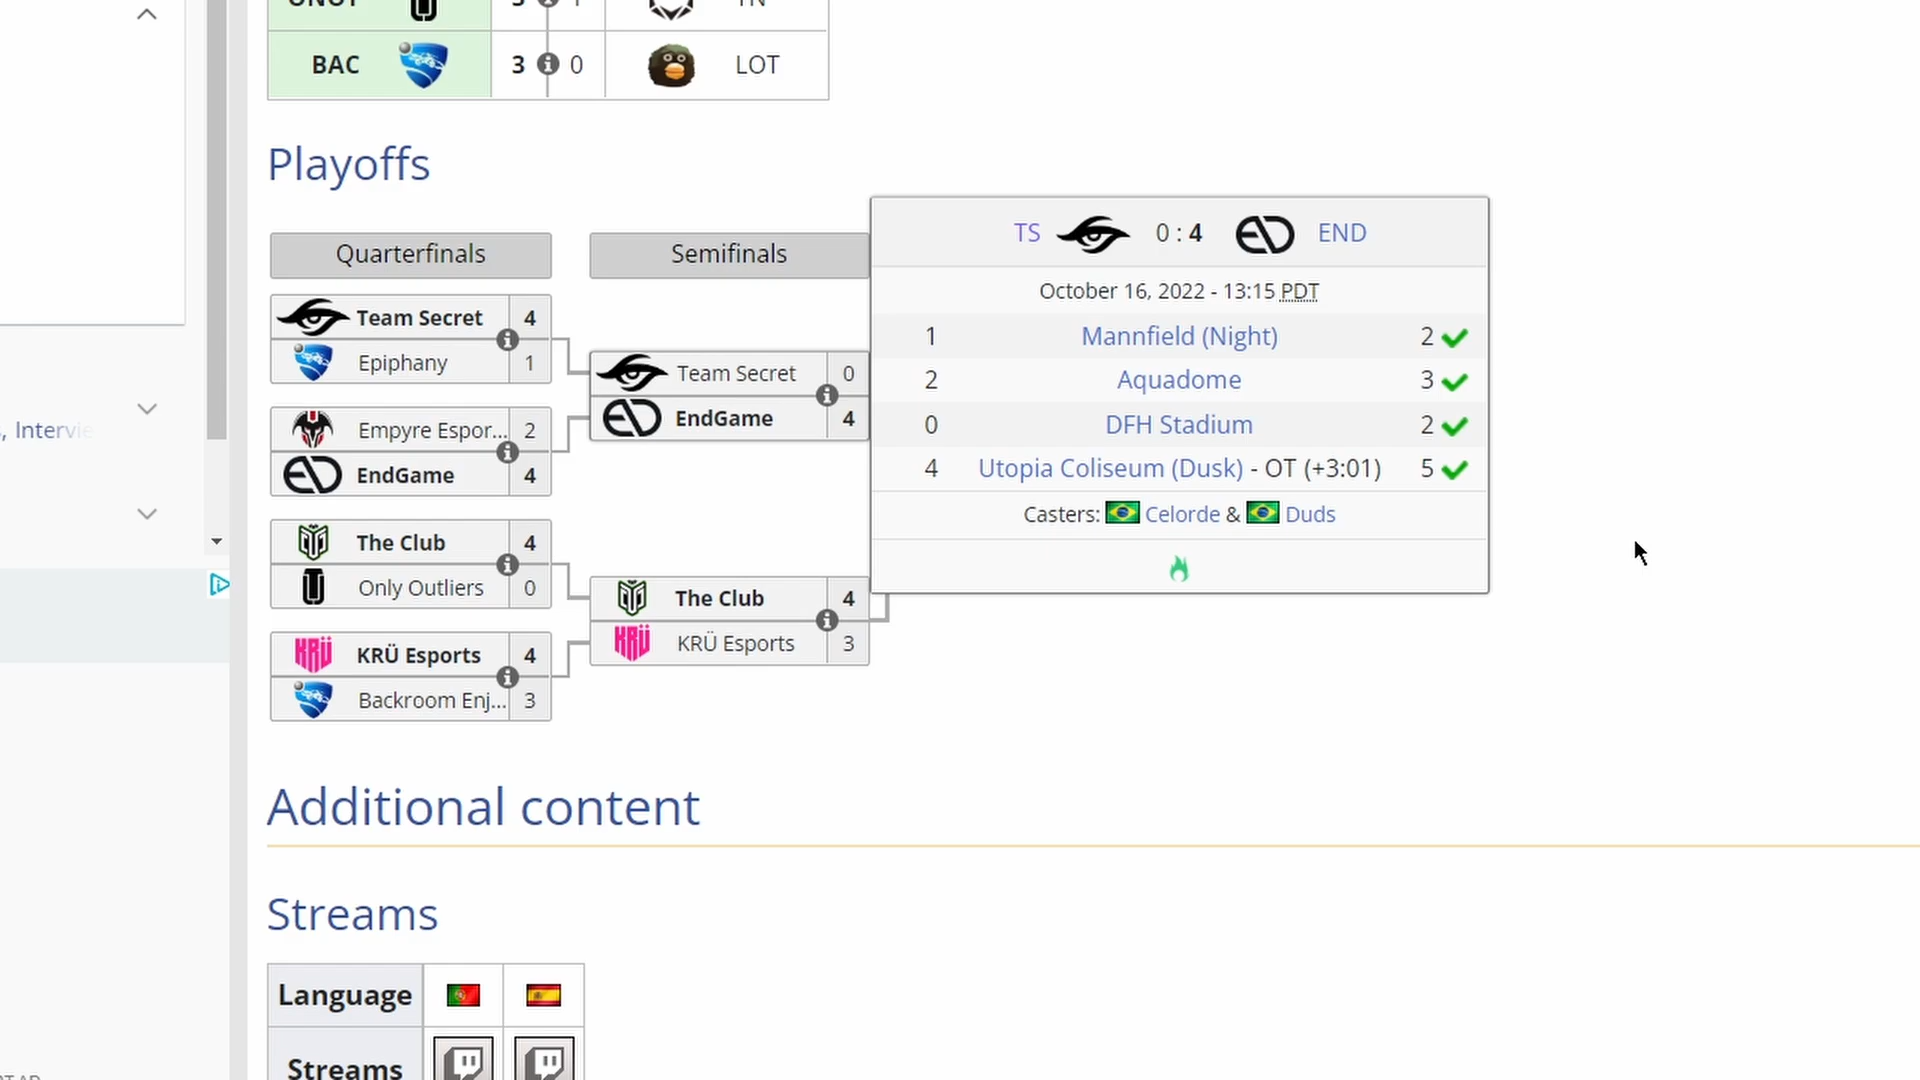 BAC 3 0 LOT
Playoffs
Quarterfinals
Semifinals
TS 0 : 4 END
October 16, 2022 - 13:15 PDT
1 Mannfield (Night) 2
2 Aquadome 3
0 DFH Stadium 2
4 Utopia Coliseum (Dusk) - OT (+3:01) 5
Casters: Celorde & Duds
Team Secret 4
Epiphany 1
Empyre Espor... 2
EndGame 4
The Club 4
Only Outliers 0
KRÜ Esports 4
Backroom Enj... 3
Team Secret 0
EndGame 4
The Club 4
KRÜ KRÜ Esports 3
, Intervie
Additional content
Streams
Language
Streams